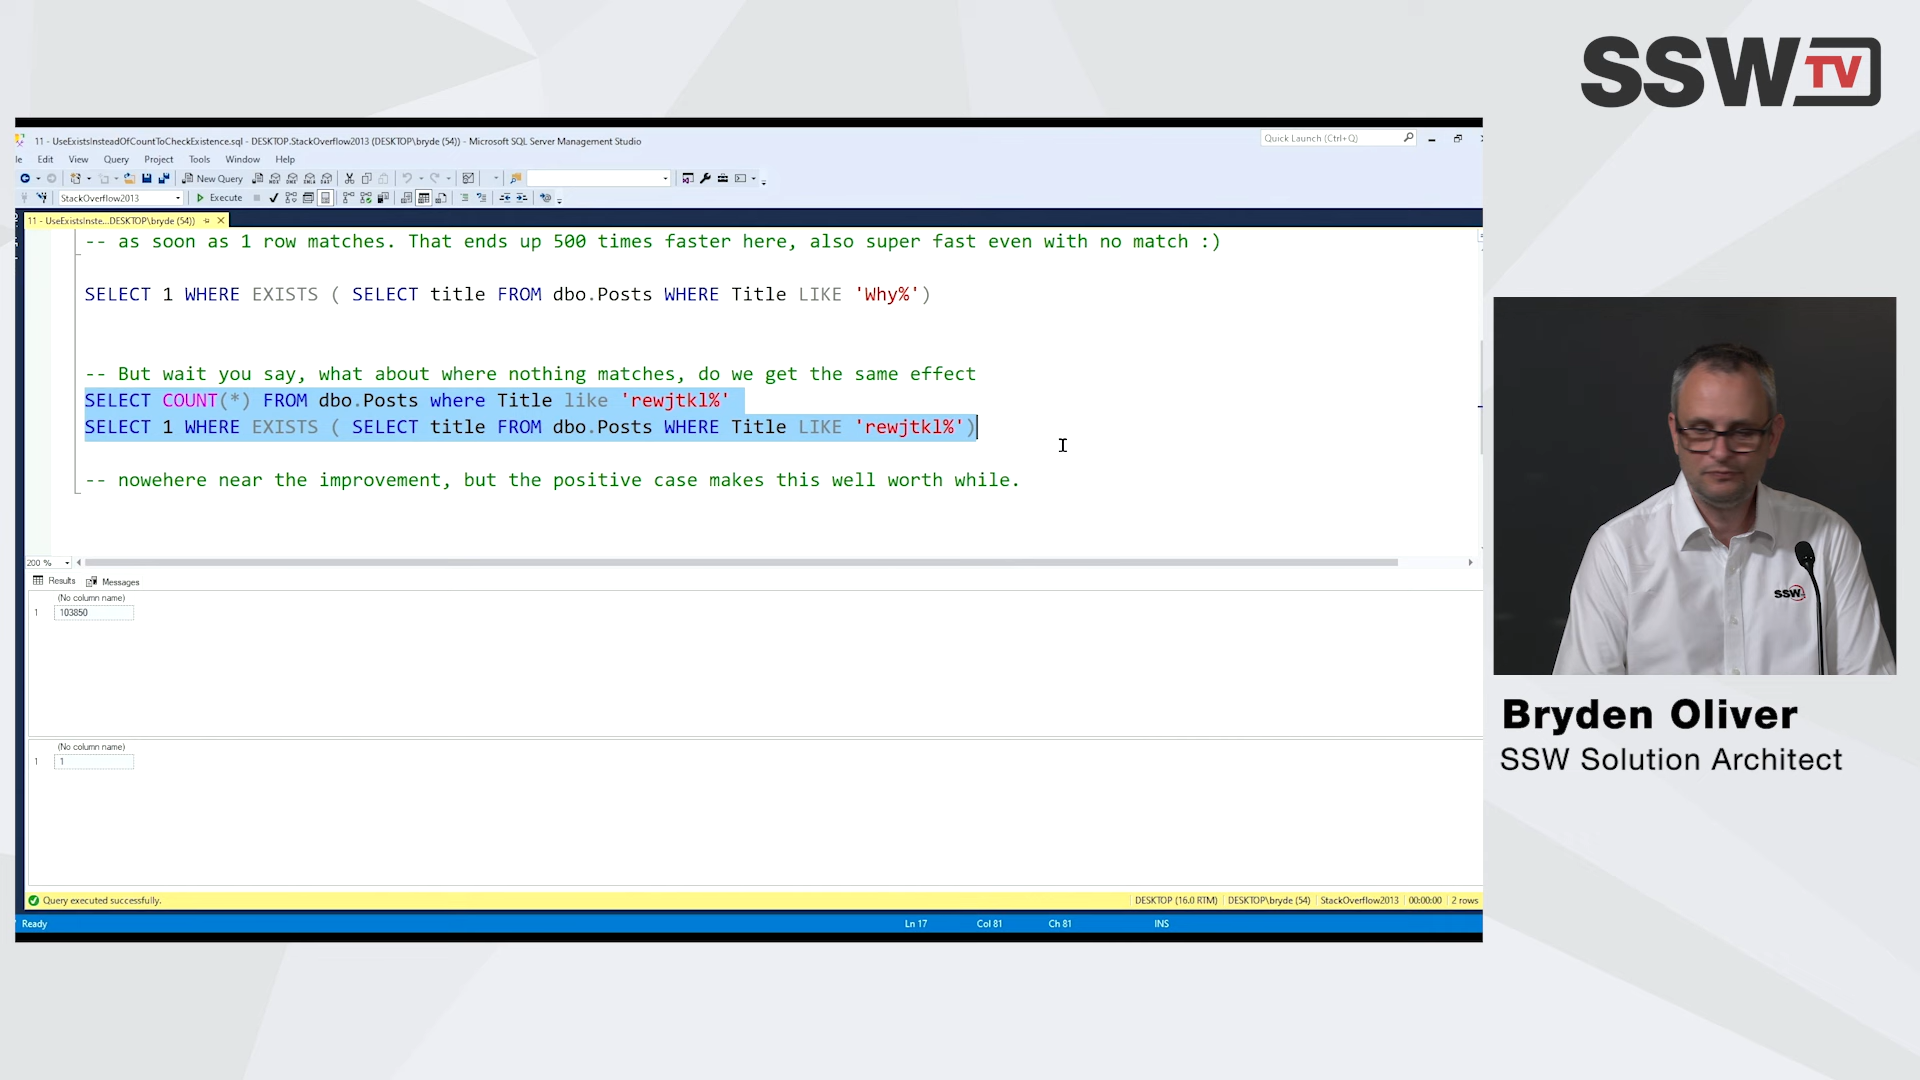 SSW TV
11 - UseExistsInsteadOfCountToCheckExistence.sql - DESKTOP.StackOverflow2013 (DESKTOP\bryde (54)) - Microsoft SQL Server Management Studio
Quick Launch (Ctrl+Q)
le Edit View Query Project Tools Window Help
New Query
StackOverflow2013
Execute
11 - UseExistsInste...DESKTOP\bryde (54))
-- as soon as 1 row matches. That ends up 500 times faster here, also super fast even with no match :)
SELECT 1 WHERE EXISTS ( SELECT title FROM dbo.Posts WHERE Title LIKE 'Why%')
-- But wait you say, what about where nothing matches, do we get the same effect
SELECT COUNT(*) FROM dbo.Posts where Title like 'rewjtkl%'
SELECT 1 WHERE EXISTS ( SELECT title FROM dbo.Posts WHERE Title LIKE 'rewjtkl%')
-- nowehere near the improvement, but the positive case makes this well worth while.
200 %
Results Messages
(No column name)
1 103850
(No column name)
1 1
Query executed successfully.
DESKTOP (16.0 RTM) DESKTOP\bryde (54) StackOverflow2013 00:00:00 2 rows
Ready Ln 17 Col 81 Ch 81 INS
SSW
Bryden Oliver
SSW Solution Architect